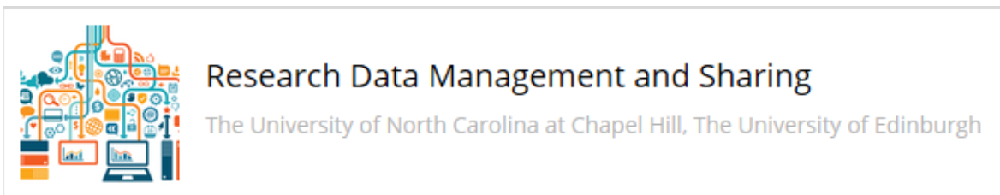 Research Data Management and Sharing
The University of North Carolina at Chapel Hill, The University of Edinburgh